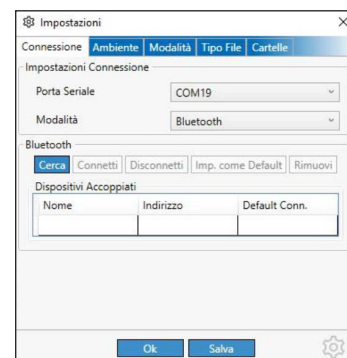 Impostazioni
Connessione Ambiente Modalità Tipo File Cartelle
Impostazioni Connessione
Porta Seriale COM19
Modalità Bluetooth
Bluetooth
Cerca Connetti Disconnetti Imp. come Default Rimuovi
Dispositivi Accoppiati
Nome Indirizzo Default Conn.
Ok Salva